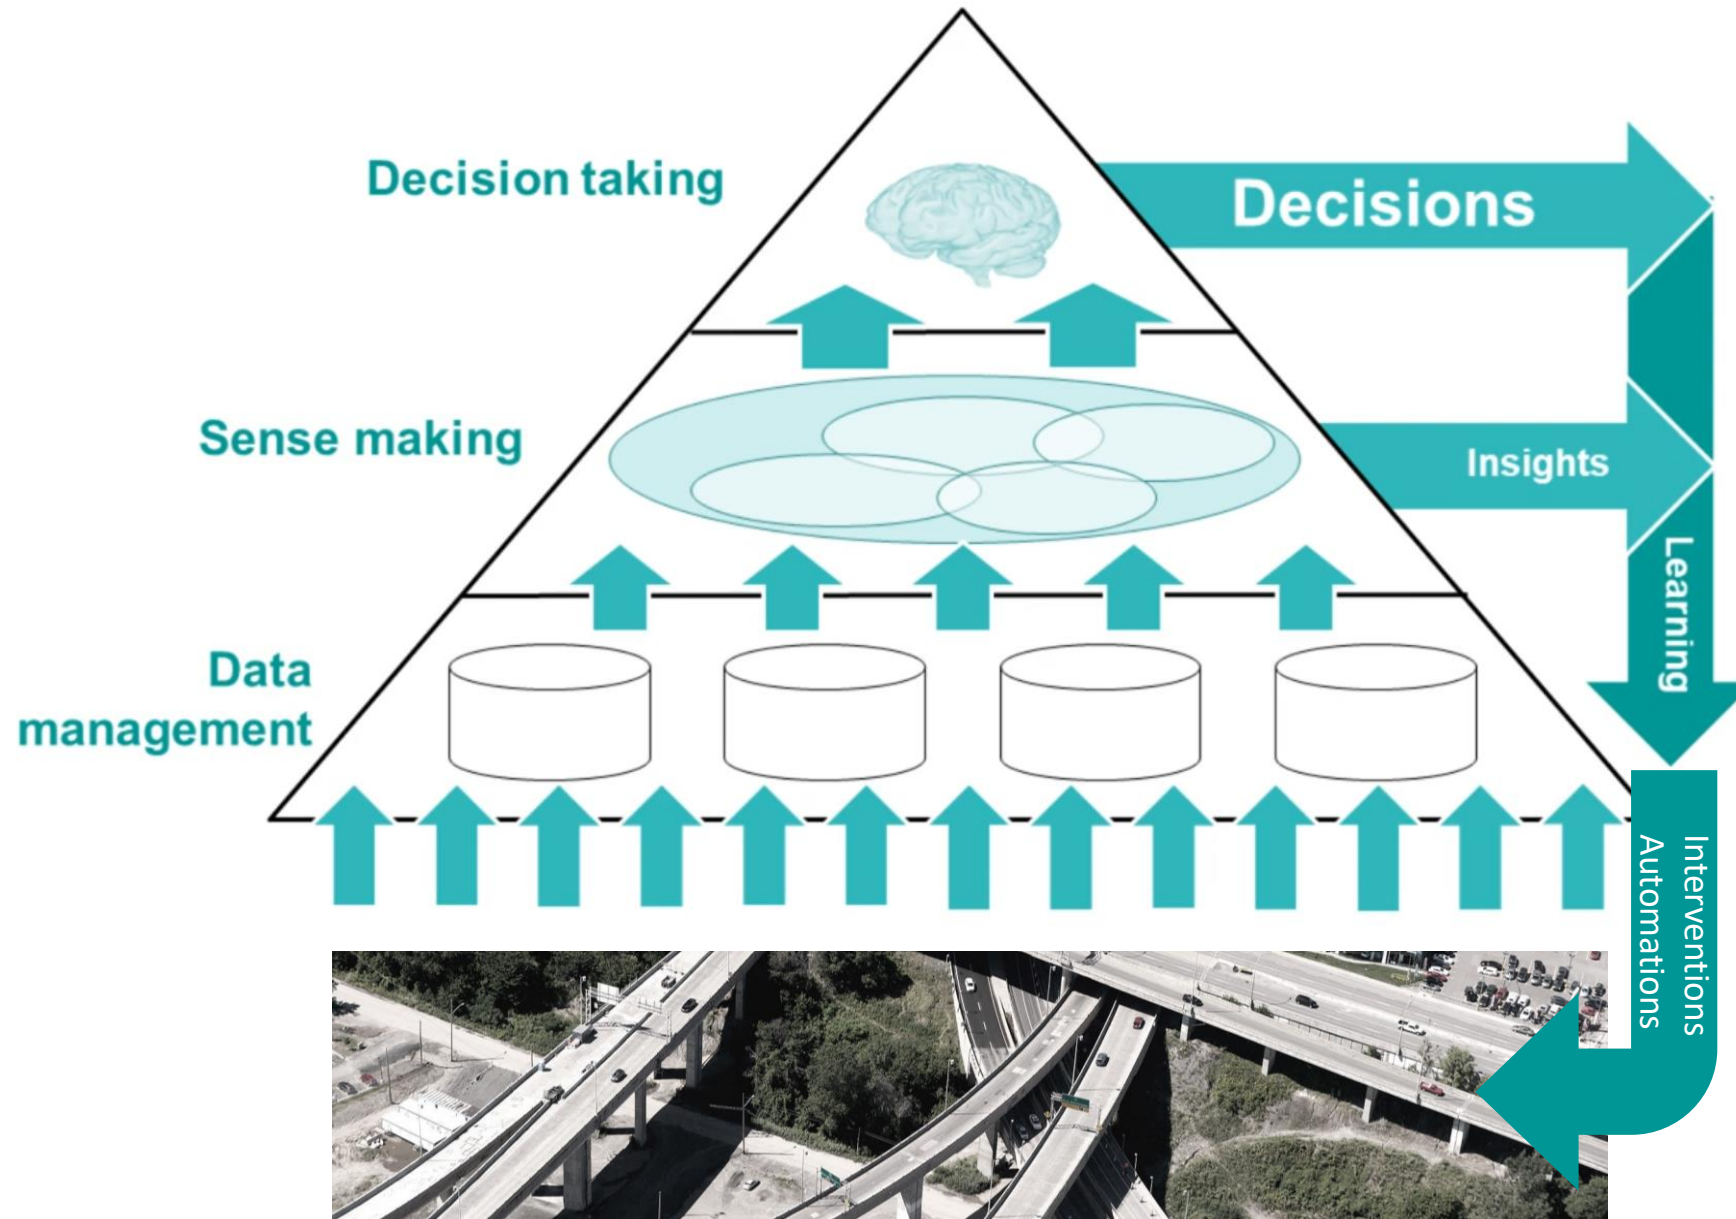 Decision taking
Decisions
Sense making
Insights
Learning
Data
management
Interventions
Automations